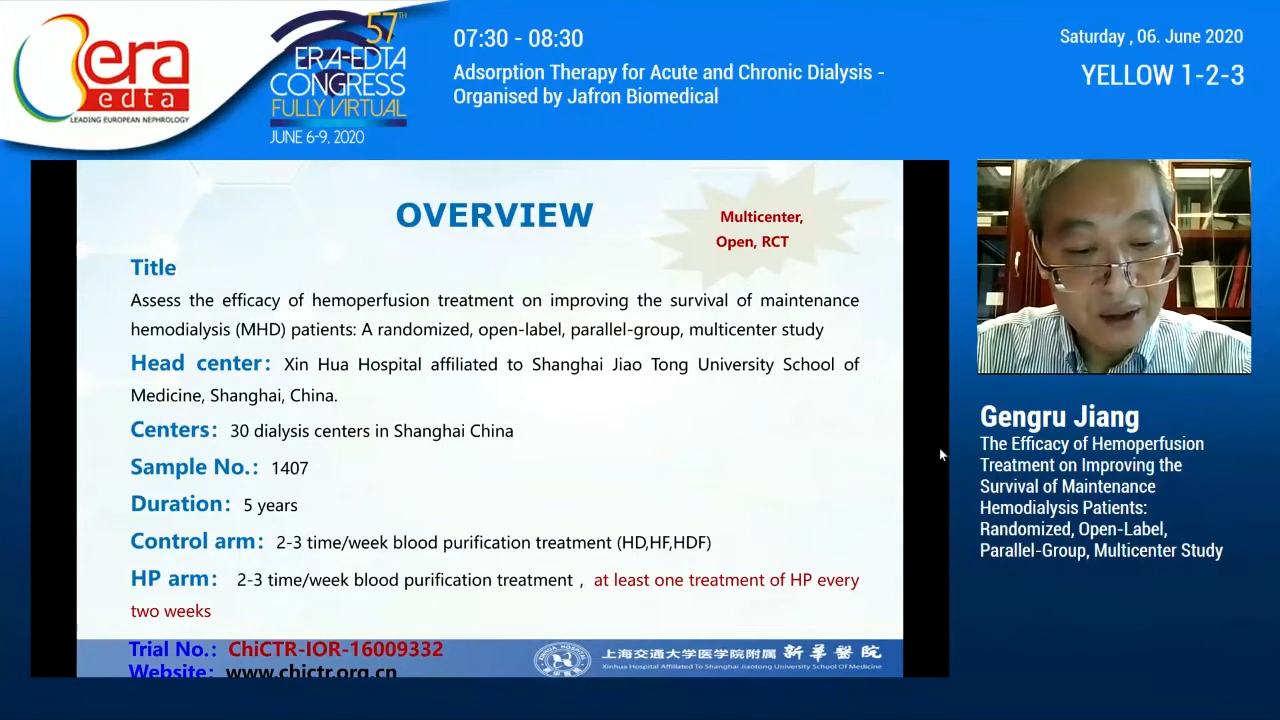 era
edta
LEADING EUROPEAN NEPHROLOGY
57TH
ERA-EDTA
CONGRESS
FULLY VIRTUAL
JUNE 6-9, 2020
07:30 - 08:30
Adsorption Therapy for Acute and Chronic Dialysis -
Organised by Jafron Biomedical
Saturday , 06. June 2020
YELLOW 1-2-3
OVERVIEW
Multicenter,
Open, RCT
Title
Assess the efficacy of hemoperfusion treatment on improving the survival of maintenance
hemodialysis (MHD) patients: A randomized, open-label, parallel-group, multicenter study
Head center： Xin Hua Hospital affiliated to Shanghai Jiao Tong University School of
Medicine, Shanghai, China.
Centers： 30 dialysis centers in Shanghai China
Sample No.： 1407
Duration： 5 years
Control arm： 2-3 time/week blood purification treatment (HD,HF,HDF)
HP arm： 2-3 time/week blood purification treatment， at least one treatment of HP every
two weeks
Trial No.： ChiCTR-IOR-16009332
Website： www.chictr.org.cn
上海交通大学医学院附属 新华医院
Xinhua Hospital Affiliated To Shanghai Jiaotong University School Of Medicine
Gengru Jiang
The Efficacy of Hemoperfusion
Treatment on Improving the
Survival of Maintenance
Hemodialysis Patients:
Randomized, Open-Label,
Parallel-Group, Multicenter Study